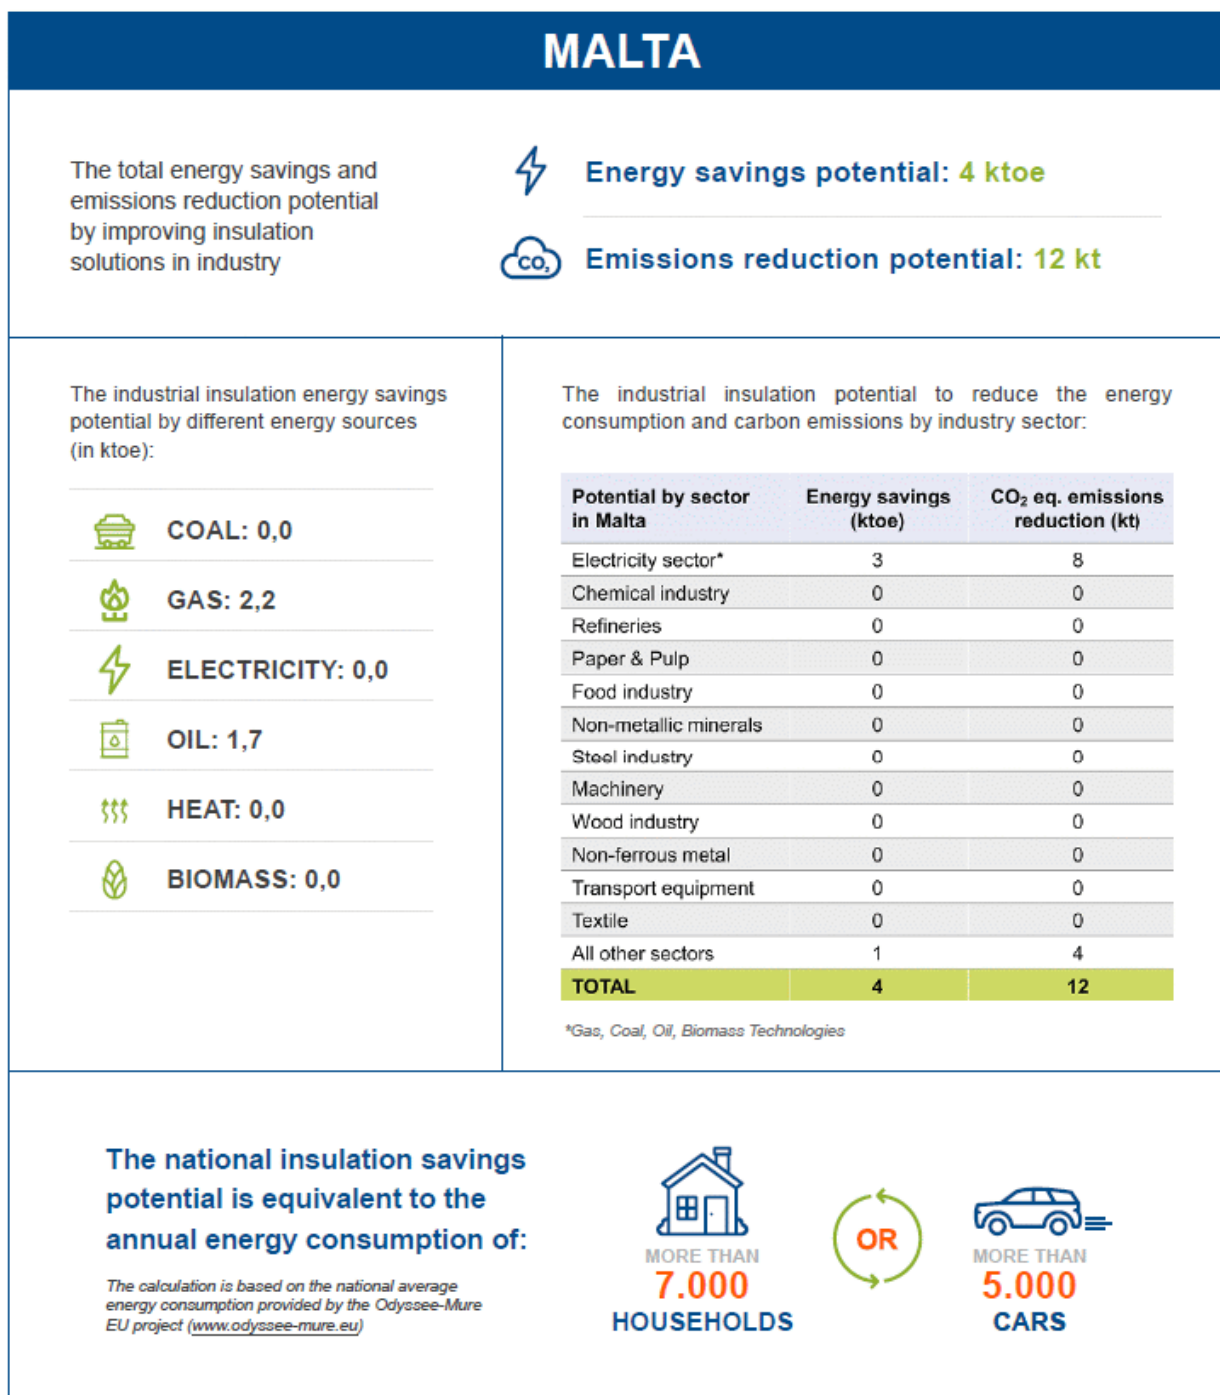 MALTA
The total energy savings and
emissions reduction potential
by improving insulation
solutions in industry
Energy savings potential: 4 ktoe
CO₂
Emissions reduction potential: 12 kt
The industrial insulation energy savings
potential by different energy sources
(in ktoe):
COAL: 0,0
GAS: 2,2
ELECTRICITY: 0,0
OIL: 1,7
HEAT: 0,0
BIOMASS: 0,0
The industrial insulation potential to reduce the energy
consumption and carbon emissions by industry sector:
Potential by sector in Malta Energy savings (ktoe) CO₂ eq. emissions reduction (kt)
Electricity sector* 3 8
Chemical industry 0 0
Refineries 0 0
Paper & Pulp 0 0
Food industry 0 0
Non-metallic minerals 0 0
Steel industry 0 0
Machinery 0 0
Wood industry 0 0
Non-ferrous metal 0 0
Transport equipment 0 0
Textile 0 0
All other sectors 1 4
TOTAL 4 12
*Gas, Coal, Oil, Biomass Technologies
The national insulation savings
potential is equivalent to the
annual energy consumption of:
The calculation is based on the national average
energy consumption provided by the Odyssee-Mure
EU project (www.odyssee-mure.eu)
MORE THAN
7.000
HOUSEHOLDS
OR
MORE THAN
5.000
CARS